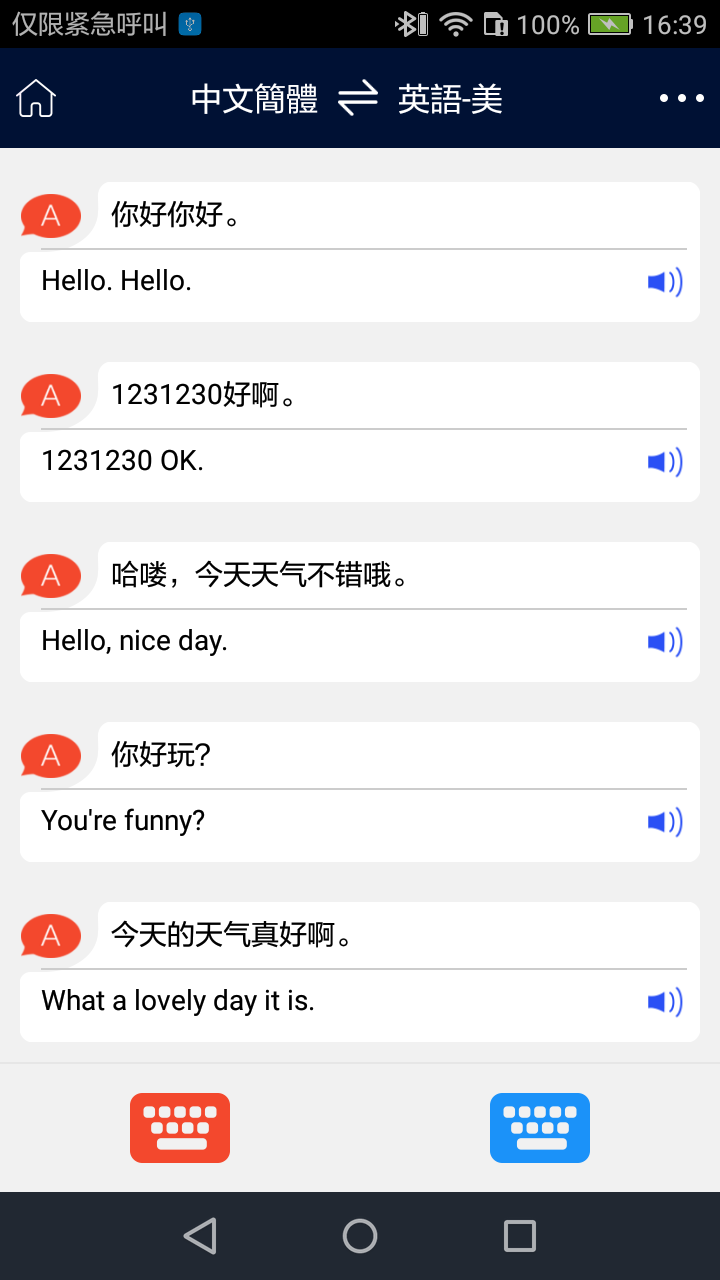 仅限紧急呼叫 100% 16:39
中文簡體 英語-美
A 你好你好。
Hello. Hello.
A 1231230好啊。
1231230 OK.
A 哈喽，今天天气不错哦。
Hello, nice day.
A 你好玩?
You're funny?
A 今天的天气真好啊。
What a lovely day it is.